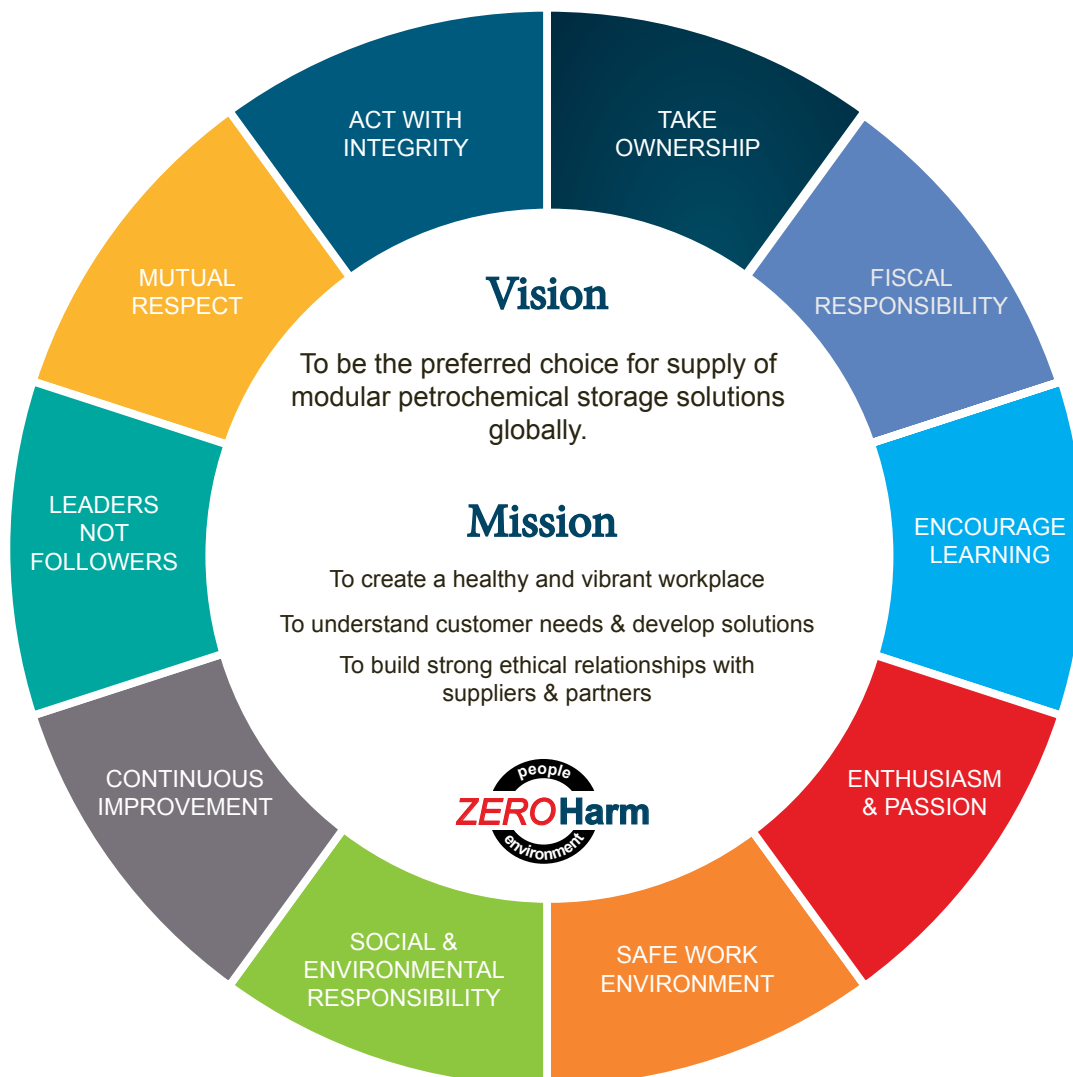 ACT WITH
INTEGRITY
TAKE
OWNERSHIP
FISCAL
RESPONSIBILITY
ENCOURAGE
LEARNING
ENTHUSIASM
& PASSION
SAFE WORK
ENVIRONMENT
SOCIAL &
ENVIRONMENTAL
RESPONSIBILITY
CONTINUOUS
IMPROVEMENT
LEADERS
NOT
FOLLOWERS
MUTUAL
RESPECT
Vision
To be the preferred choice for supply of
modular petrochemical storage solutions
globally.
Mission
To create a healthy and vibrant workplace
To understand customer needs & develop solutions
To build strong ethical relationships with
suppliers & partners
people
ZEROHarm
environment